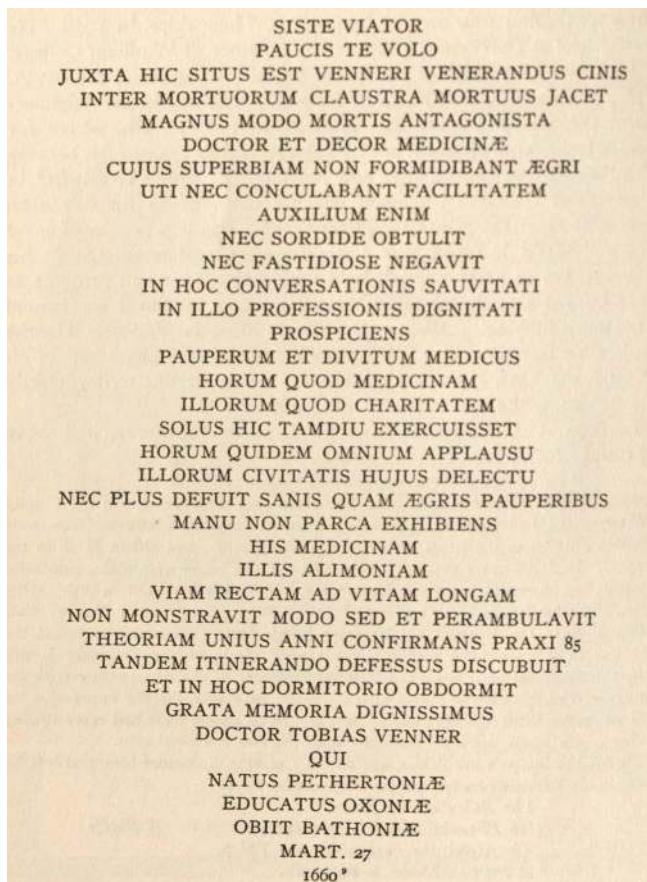 SISTE VIATOR
PAUCIS TE VOLO
JUXTA HIC SITUS EST VENNERI VENERANDUS CINIS
INTER MORTUORUM CLAUSTRA MORTUUS JACET
MAGNUS MODO MORTIS ANTAGONISTA
DOCTOR ET DECOR MEDICINÆ
CUJUS SUPERBIAM NON FORMIDIBANT ÆGRI
UTI NEC CONCULABANT FACILITATEM
AUXILIUM ENIM
NEC SORDIDE OBTULIT
NEC FASTIDIOSE NEGAVIT
IN HOC CONVERSATIONIS SAUVITATI
IN ILLO PROFESSIONIS DIGNITATI
PROSPICIENS
PAUPERUM ET DIVITUM MEDICUS
HORUM QUOD MEDICINAM
ILLORUM QUOD CHARITATEM
SOLUS HIC TAMDIU EXERCUISSET
HORUM QUIDEM OMNIUM APPLAUSU
ILLORUM CIVITATIS HUJUS DELECTU
NEC PLUS DEFUIT SANIS QUAM ÆGRIS PAUPERIBUS
MANU NON PARCA EXHIBIENS
HIS MEDICINAM
ILLIS ALIMONIAM
VIAM RECTAM AD VITAM LONGAM
NON MONSTRAVIT MODO SED ET PERAMBULAVIT
THEORIAM UNIUS ANNI CONFIRMANS PRAXI 85
TANDEM ITINERANDO DEFESSUS DISCUBUIT
ET IN HOC DORMITORIO OBDORMIT
GRATA MEMORIA DIGNISSIMUS
DOCTOR TOBIAS VENNER
QUI
NATUS PETHERTONIÆ
EDUCATUS OXONIÆ
OBIIT BATHONIÆ
MART. 27
1660⁹